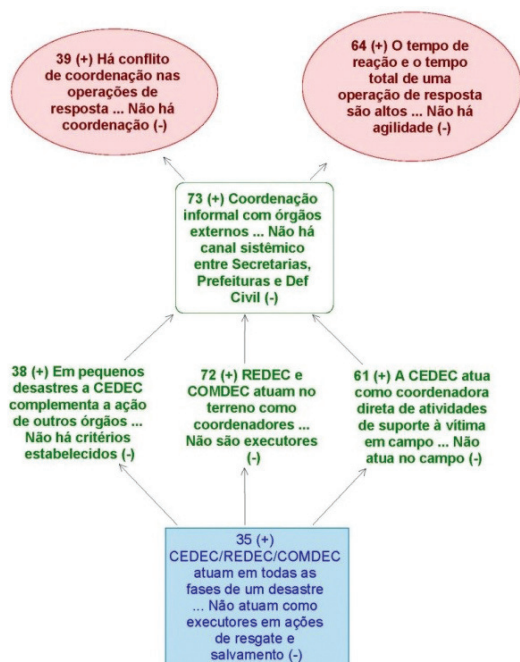 39 (+) Há conflito
de coordenação nas
operações de
resposta ... Não há
coordenação (-)
64 (+) O tempo de
reação e o tempo
total de uma
operação de resposta
são altos ... Não há
agilidade (-)
73 (+) Coordenação
informal com órgãos
externos ... Não há
canal sistêmico
entre Secretarias,
Prefeituras e Def
Civil (-)
38 (+) Em pequenos
desastres a CEDEC
complementa a ação
de outros órgãos ...
Não há critérios
estabelecidos (-)
72 (+) REDEC e
COMDEC atuam no
terreno como
coordenadores ...
Não são executores
(-)
61 (+) A CEDEC atua
como coordenadora
direta de atividades
de suporte à vítima
em campo ... Não
atua no campo (-)
35 (+)
CEDEC/REDEC/COMDEC
atuam em todas as
fases de um desastre
... Não atuam como
executores em ações
de resgate e
salvamento (-)